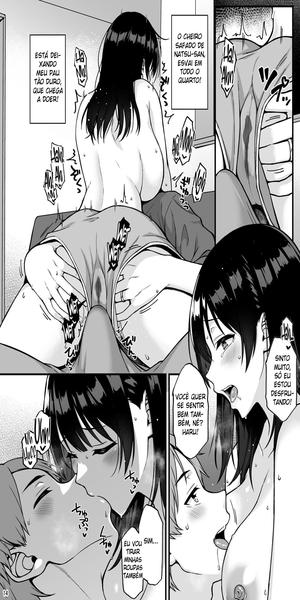 O CHEIRO
SAFADO DE
NATSU-SAN,
ESVAI EM
TODO O
QUARTO!
ESTÁ DEI-
XANDO
MEU PAU
TÃO DURO,
QUE CHEGA
A DOER!
SINTO
MUITO,
SÓ EU
ESTOU
DESFRU-
TANDO!
VOCÊ QUER
SE SENTIR
BEM TAM-
BÉM, NÉ?
HARU!
SIM...
EU VOU
TIRAR
MINHAS
ROUPAS
TAMBÉM